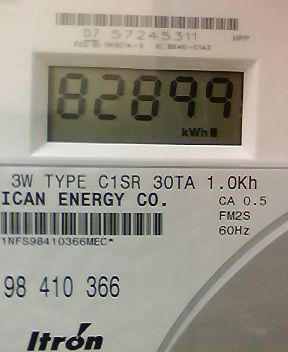 07 57245311 HPP
82899
kWh
3W TYPE C1SR 30TA 1.0Kh
ICAN ENERGY CO.
CA 0.5
FM2S
60Hz
1NFS98410366MEC*
98 410 366
Itron